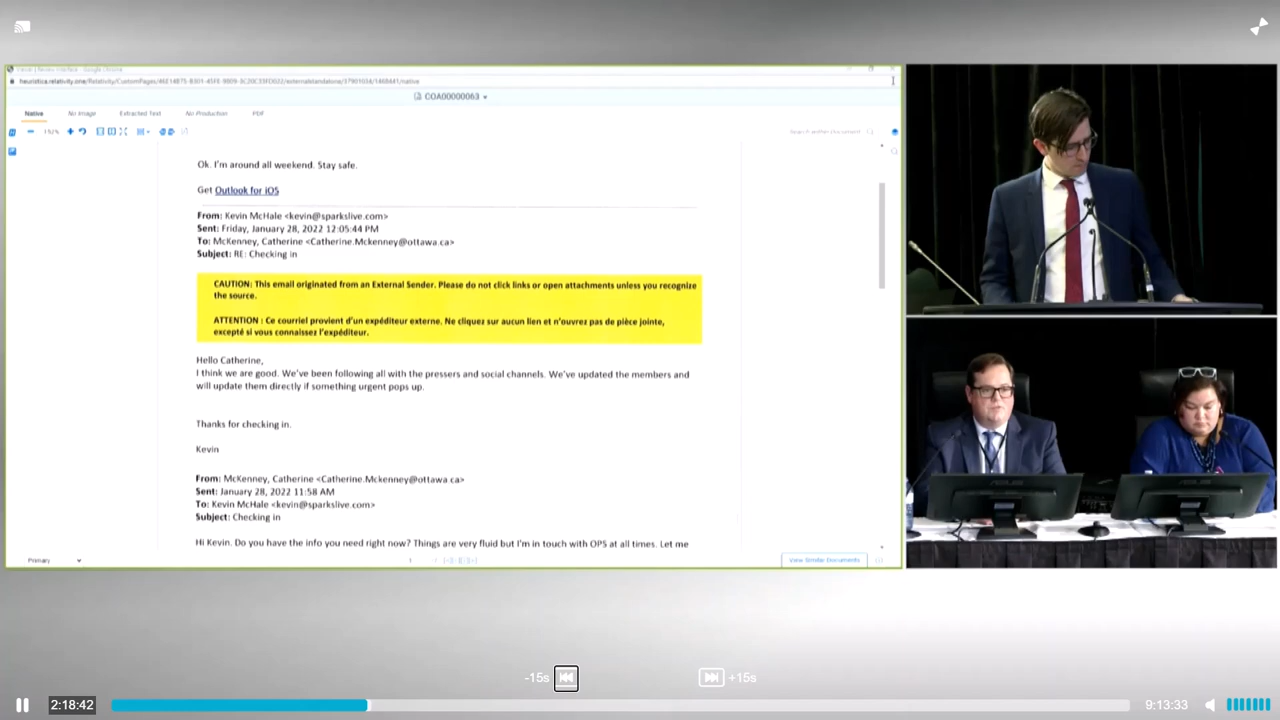 COA00000063
Native
No Image
Extracted Text
No Production
PDF
152%
Ok. I'm around all weekend. Stay safe.
Get Outlook for iOS
From: Kevin McHale <kevin@sparkslive.com>
Sent: Friday, January 28, 2022 12:05:44 PM
To: McKenney, Catherine <Catherine.Mckenney@ottawa.ca>
Subject: RE: Checking in
CAUTION: This email originated from an External Sender. Please do not click links or open attachments unless you recognize
the source.
ATTENTION : Ce courriel provient d'un expéditeur externe. Ne cliquez sur aucun lien et n'ouvrez pas de pièce jointe,
excepté si vous connaissez l'expéditeur.
Hello Catherine,
I think we are good. We've been following all with the pressers and social channels. We've updated the members and
will update them directly if something urgent pops up.
Thanks for checking in.
Kevin
From: McKenney, Catherine <Catherine.Mckenney@ottawa.ca>
Sent: January 28, 2022 11:58 AM
To: Kevin McHale <kevin@sparkslive.com>
Subject: Checking in
Hi Kevin. Do you have the info you need right now? Things are very fluid but I'm in touch with OPS at all times. Let me
Primary
1
View Similar Documents
-15s
+15s
2:18:42
9:13:33